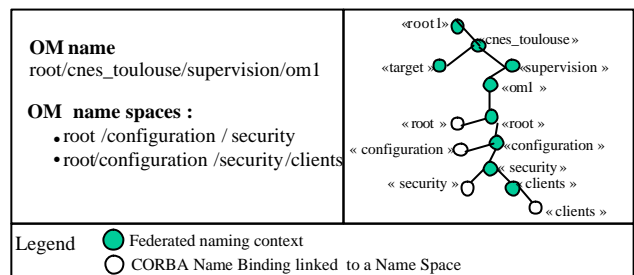 OM name
root/cnes_toulouse/supervision/om1
OM name spaces :
• root /configuration / security
• root/configuration /security/clients
«root1»
«cnes_toulouse»
«target »
«supervision »
«om1 »
« root »
«root »
« configuration »
«configuration »
« security»
« security »
«clients »
« clients »
Legend
Federated naming context
CORBA Name Binding linked to a Name Space